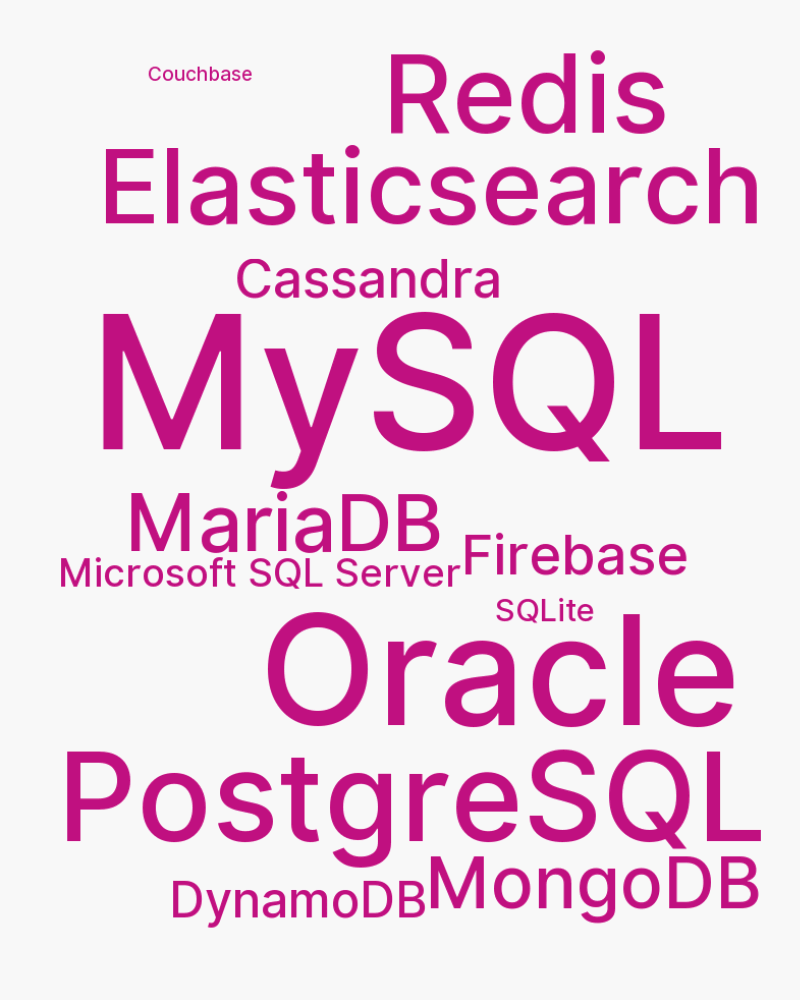 Couchbase
Redis
Elasticsearch
Cassandra
MySQL
MariaDB
Firebase
Microsoft SQL Server
SQLite
Oracle
PostgreSQL
MongoDB
DynamoDB